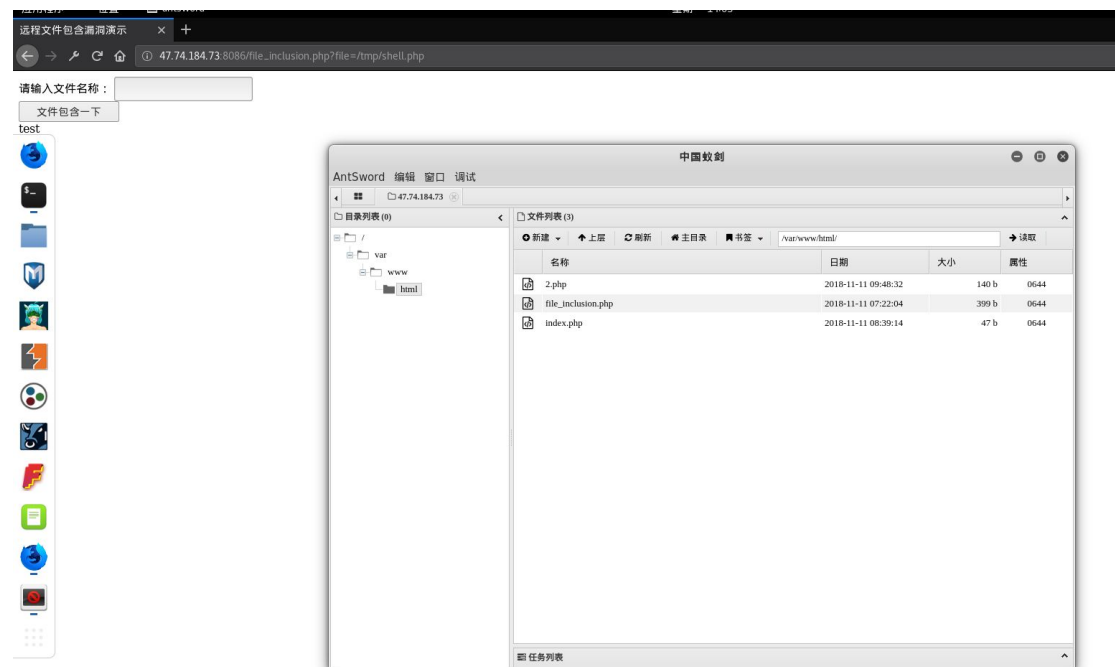 antSword
远程文件包含漏洞演示
47.74.184.73:8086/file_inclusion.php?file=/tmp/shell.php
请输入文件名称：
文件包含一下
test
中国蚁剑
AntSword 编辑 窗口 调试
47.74.184.73
目录列表 (0)
文件列表 (3)
新建 上层 刷新 主目录 书签 /var/www/html/ 读取
/
var
www
html
名称 日期 大小 属性
2.php 2018-11-11 09:48:32 140 b 0644
file_inclusion.php 2018-11-11 07:22:04 399 b 0644
index.php 2018-11-11 08:39:14 47 b 0644
任务列表